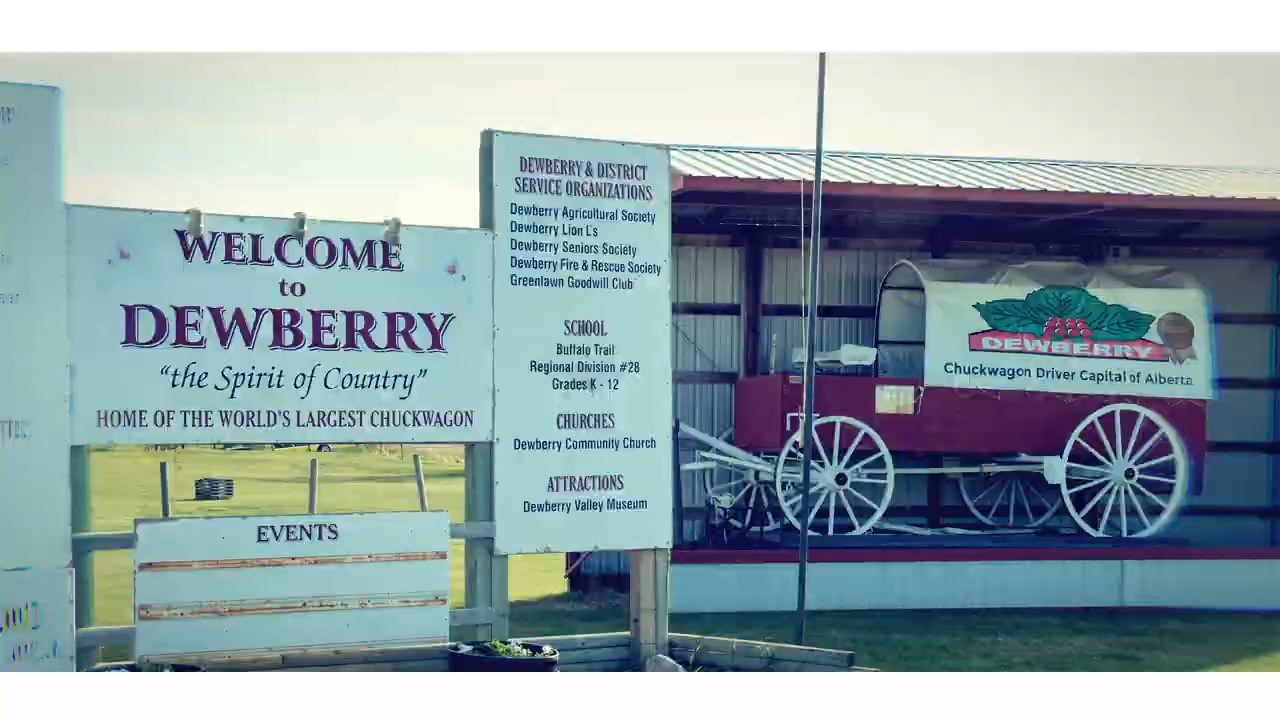 WELCOME
to
DEWBERRY
"the Spirit of Country"
HOME OF THE WORLD'S LARGEST CHUCKWAGON
EVENTS
DEWBERRY & DISTRICT
SERVICE ORGANIZATIONS
Dewberry Agricultural Society
Dewberry Lion L's
Dewberry Seniors Society
Dewberry Fire & Rescue Society
Greenlawn Goodwill Club
SCHOOL
Buffalo Trail
Regional Division #28
Grades K - 12
CHURCHES
Dewberry Community Church
ATTRACTIONS
Dewberry Valley Museum
DEWBERRY
Chuckwagon Driver Capital of Alberta